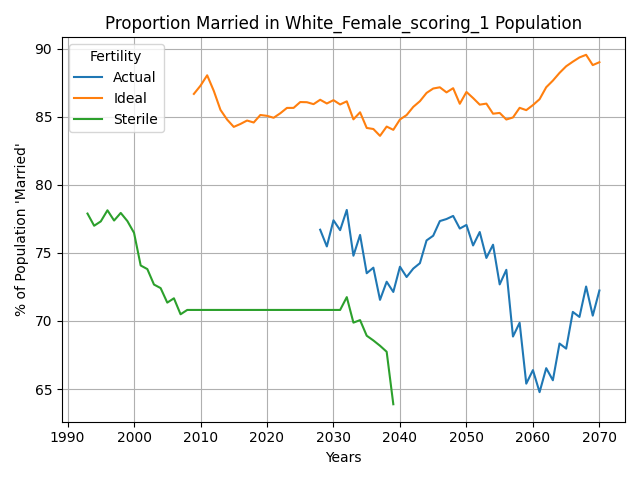 Proportion Married in White_Female_scoring_1 Population
Fertility
Actual
Ideal
Sterile
% of Population 'Married'
90
85
80
75
70
65
1990 2000 2010 2020 2030 2040 2050 2060 2070
Years